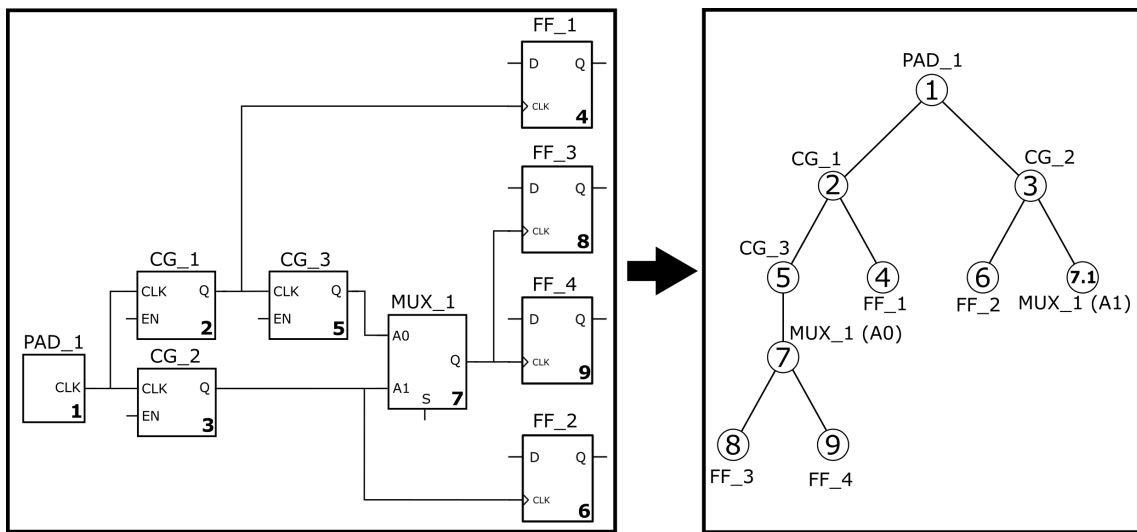 FF_1
D Q
CLK
4
FF_3
D Q
CLK
8
CG_1
CLK Q
EN
2
CG_3
CLK Q
EN
5
MUX_1
A0
Q
A1
S
7
FF_4
D Q
CLK
9
PAD_1
CLK
1
CG_2
CLK Q
EN
3
FF_2
D Q
CLK
6
PAD_1
1
CG_1
2
CG_2
3
CG_3
5
4
FF_1
6
FF_2
7.1
MUX_1 (A1)
MUX_1 (A0)
7
8
FF_3
9
FF_4